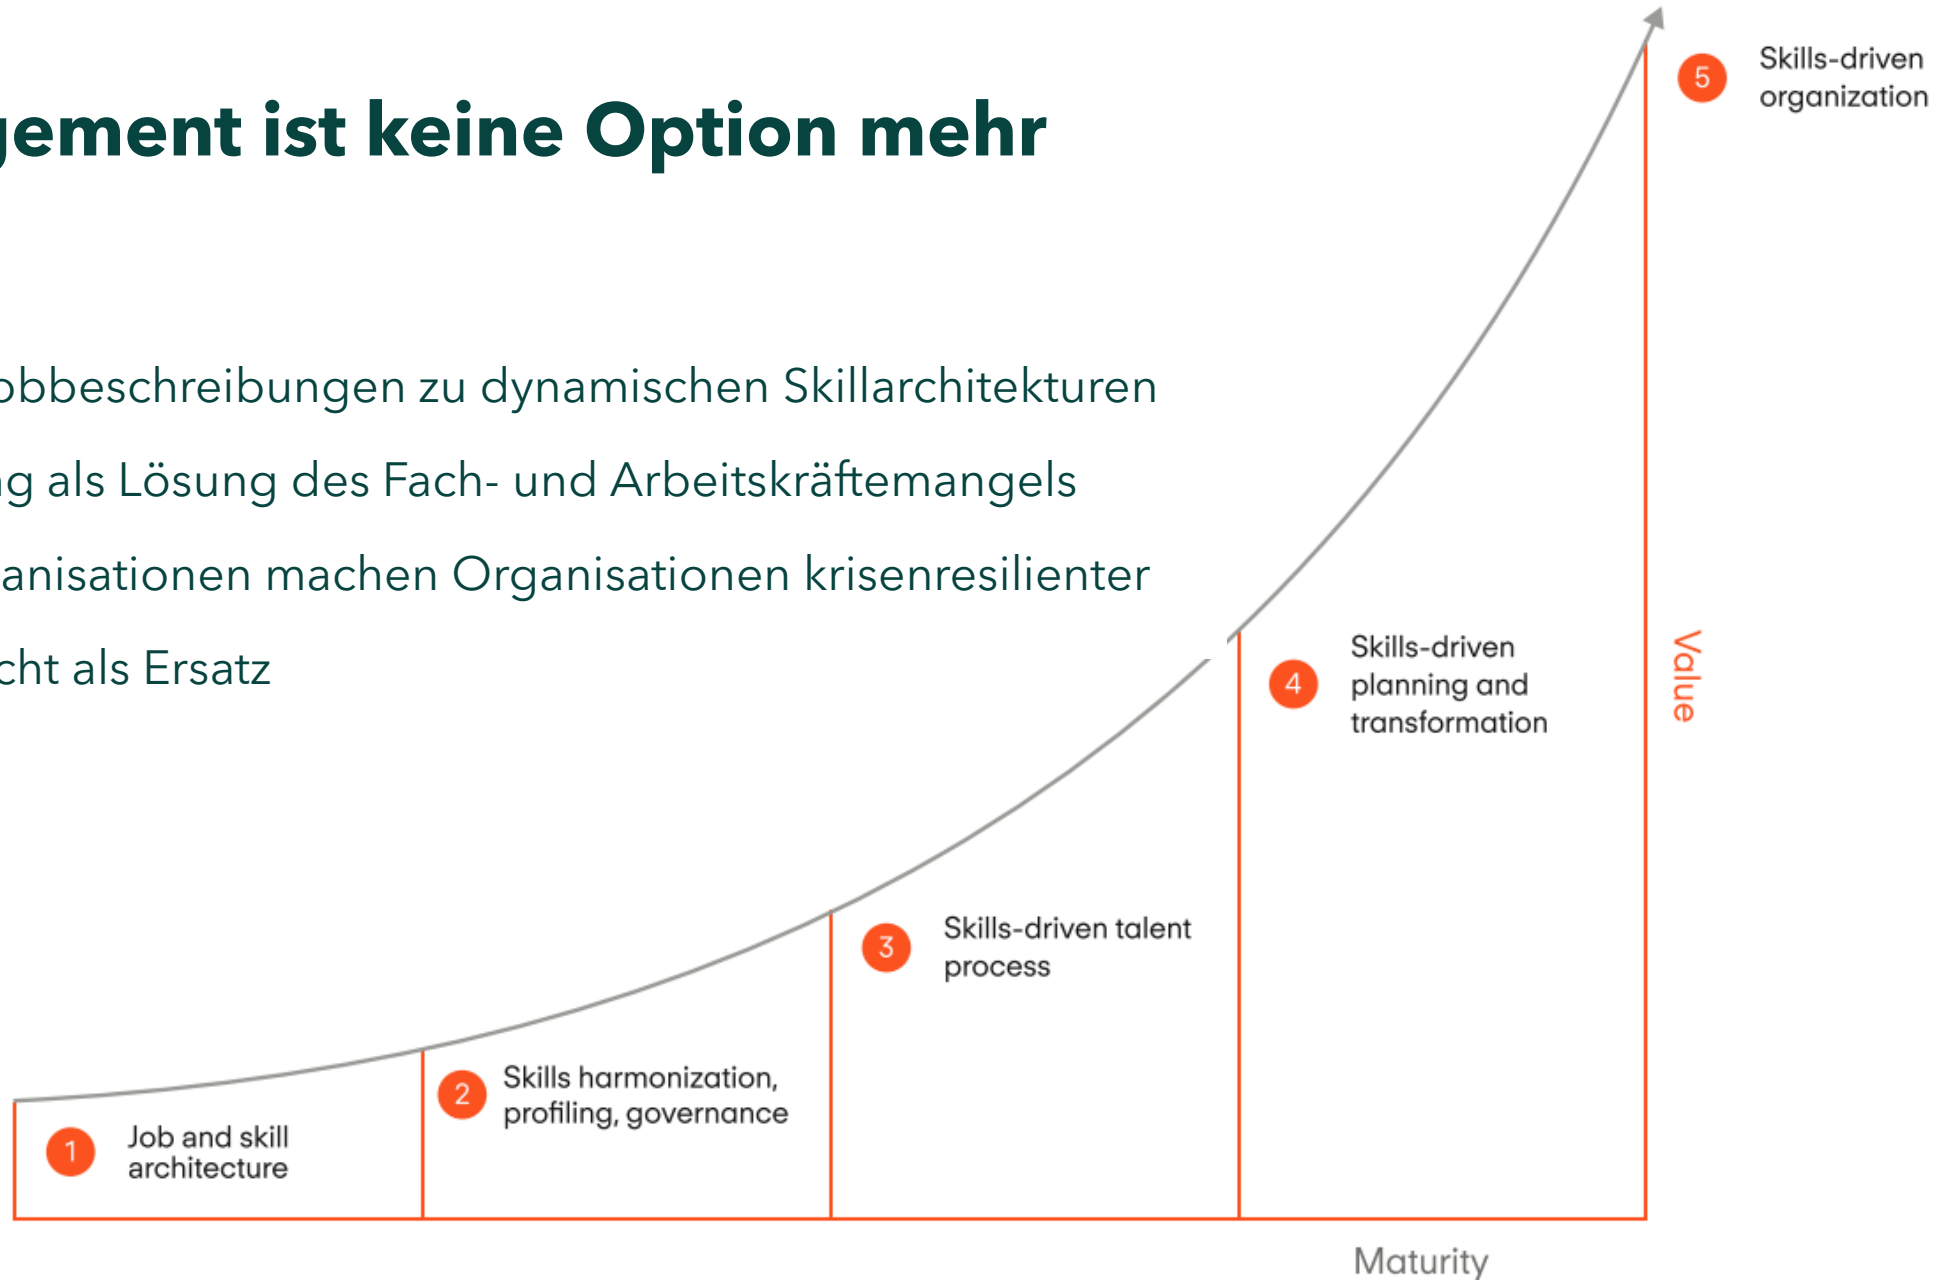 gement ist keine Option mehr
obbeschreibungen zu dynamischen Skillarchitekturen
ng als Lösung des Fach- und Arbeitskräftemangels
anisationen machen Organisationen krisenresilienter
cht als Ersatz
5
Skills-driven
organization
Value
4
Skills-driven
planning and
transformation
3
Skills-driven talent
process
2
Skills harmonization,
profiling, governance
1
Job and skill
architecture
Maturity